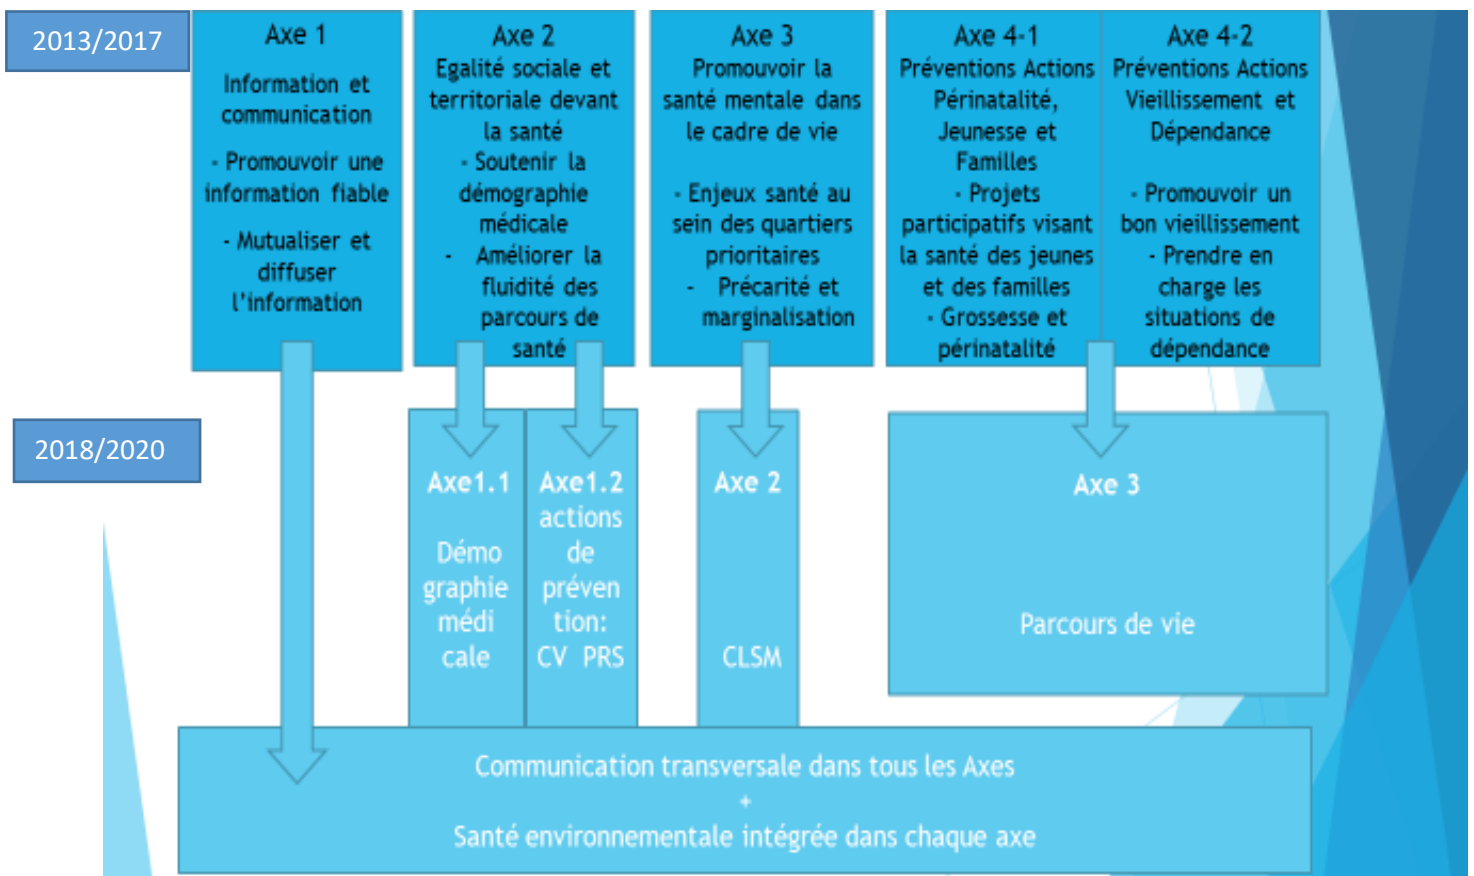 2013/2017
Axe 1
Information et
communication
- Promouvoir une
information fiable
- Mutualiser et
diffuser
l'information
Axe 2
Egalité sociale et
territoriale devant
la santé
- Soutenir la
démographie
médicale
- Améliorer la
fluidité des
parcours de
santé
Axe 3
Promouvoir la
santé mentale dans
le cadre de vie
- Enjeux santé au
sein des quartiers
prioritaires
- Précarité et
marginalisation
Axe 4-1
Préventions Actions
Périnatalité,
Jeunesse et
Familles
- Projets
participatifs visant
la santé des jeunes
et des familles
- Grossesse et
périnatalité
Axe 4-2
Préventions Actions
Vieillissement et
Dépendance
- Promouvoir un
bon vieillissement
- Prendre en
charge les
situations de
dépendance
2018/2020
Axe1.1
Démo
graphie
médi
cale
Axe1.2
actions
de
préven
tion:
CV PRS
Axe 2
CLSM
Axe 3
Parcours de vie
Communication transversale dans tous les Axes
+
Santé environnementale intégrée dans chaque axe